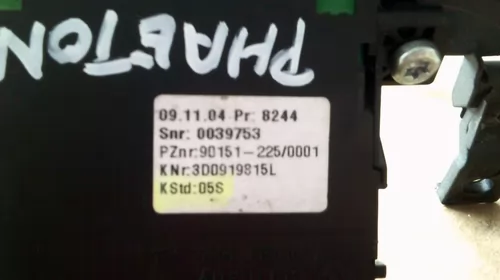 PHAETON
09.11.04 Pr: 8244
Snr: 0039753
PZnr:90151-225/0001
KNr:3D0919815L
KStd:05S